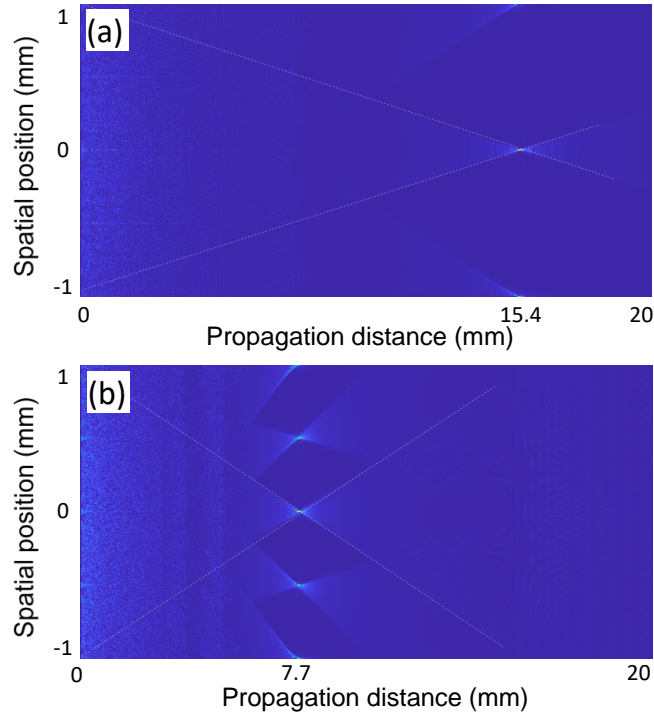 (a)
1
0
-1
Spatial position (mm)
0 15.4 20
Propagation distance (mm)
(b)
1
0
-1
Spatial position (mm)
0 7.7 20
Propagation distance (mm)